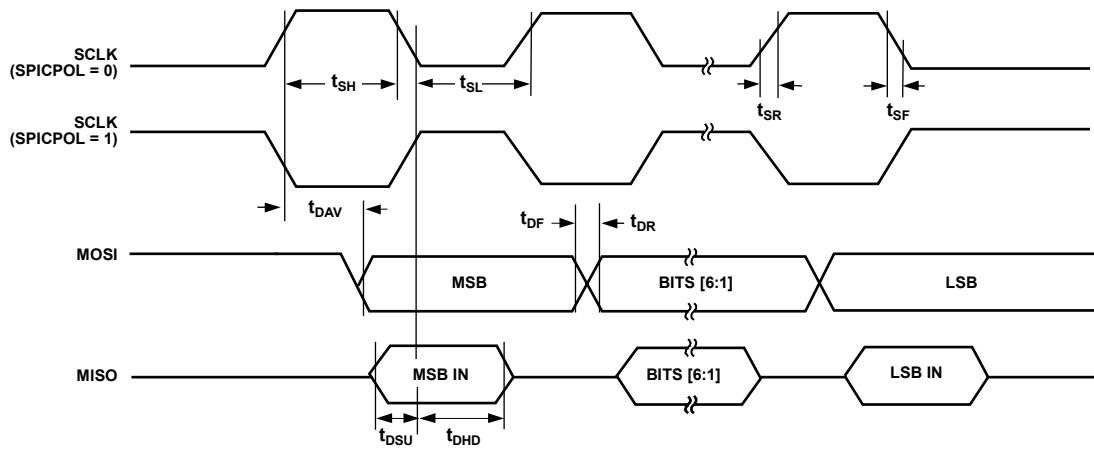 SCLK
(SPICPOL = 0)
tSH
tSL
tSR
tSF
SCLK
(SPICPOL = 1)
tDAV
tDF
tDR
MOSI
MSB
BITS [6:1]
LSB
MISO
MSB IN
BITS [6:1]
LSB IN
tDSU
tDHD